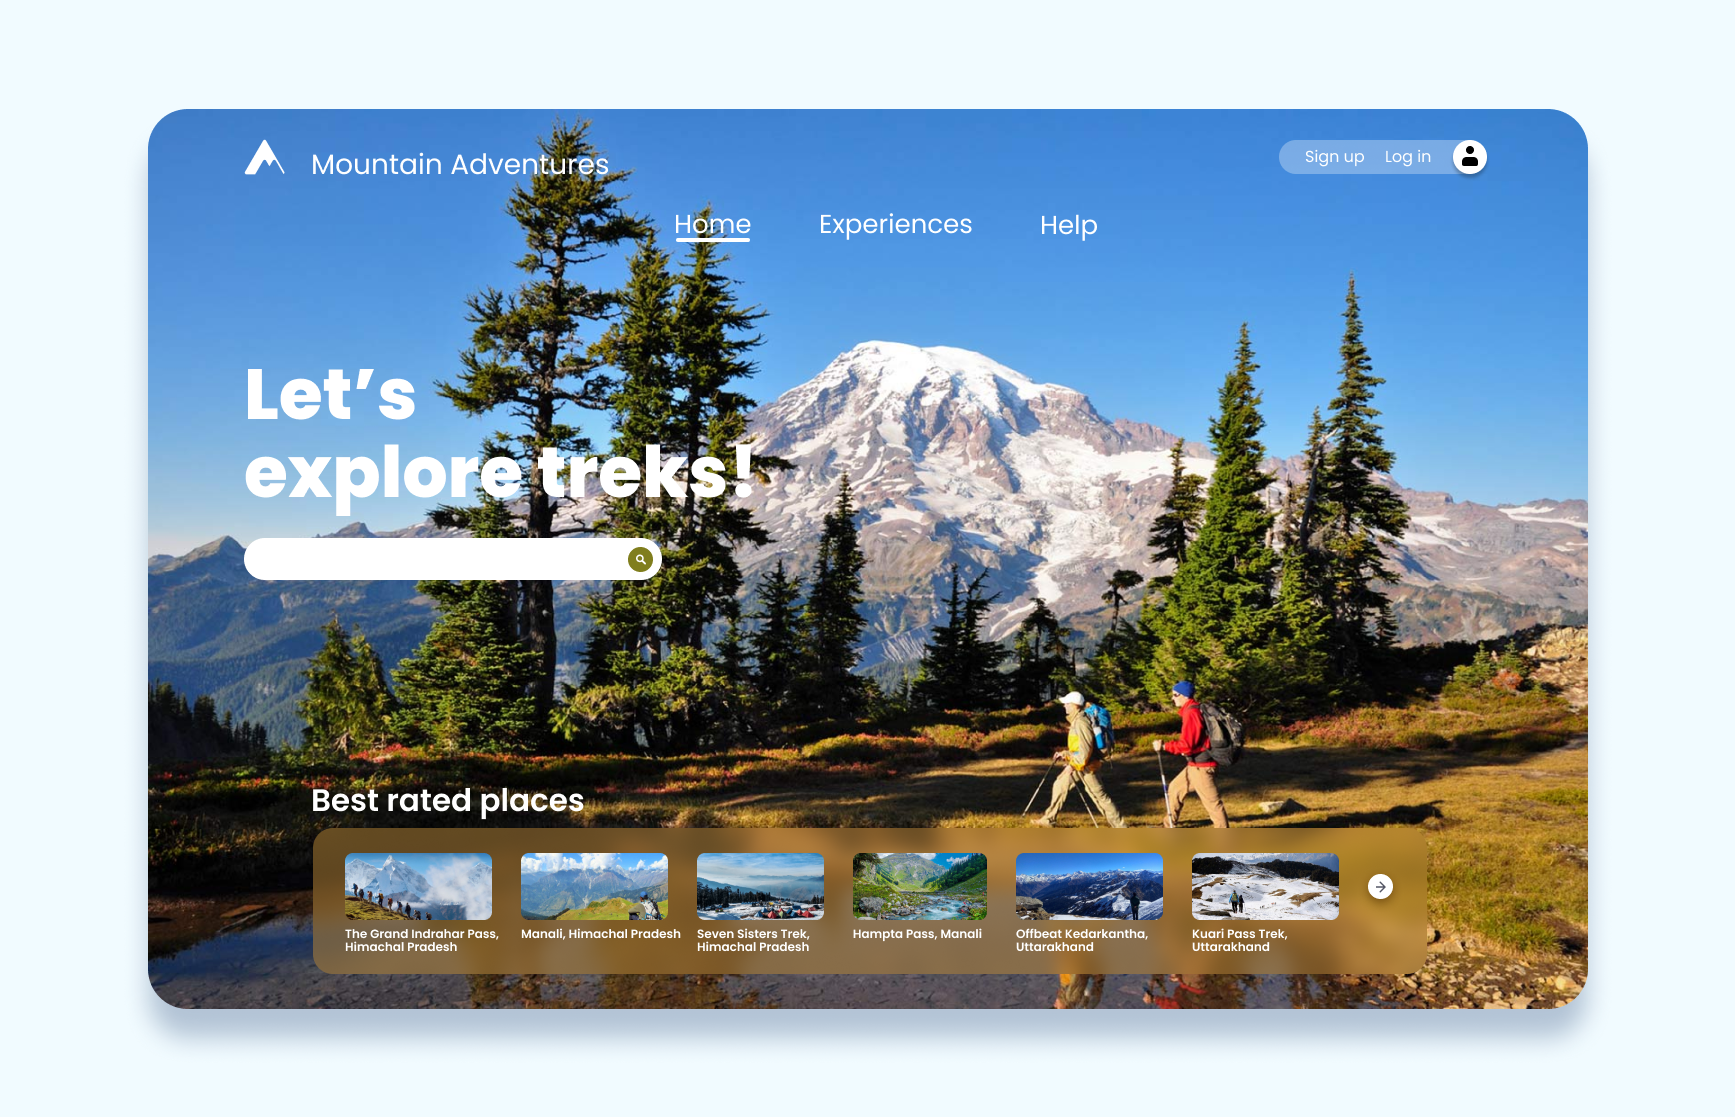 Mountain Adventures
Sign up Log in
Home Experiences Help
Let’s
explore treks!
Best rated places
The Grand Indrahar Pass,
Himachal Pradesh
Manali, Himachal Pradesh
Seven Sisters Trek,
Himachal Pradesh
Hampta Pass, Manali
Offbeat Kedarkantha,
Uttarakhand
Kuari Pass Trek,
Uttarakhand